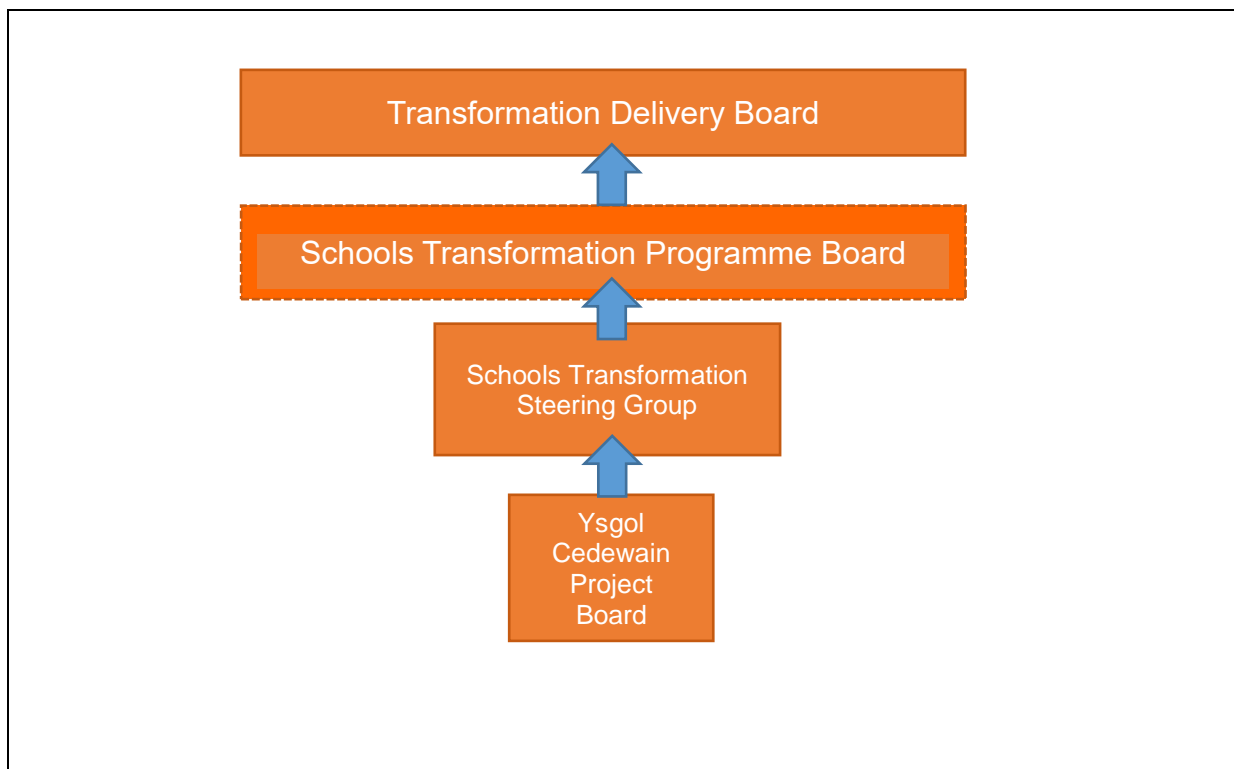 Transformation Delivery Board
Schools Transformation Programme Board
Schools Transformation
Steering Group
Ysgol
Cedewain
Project
Board